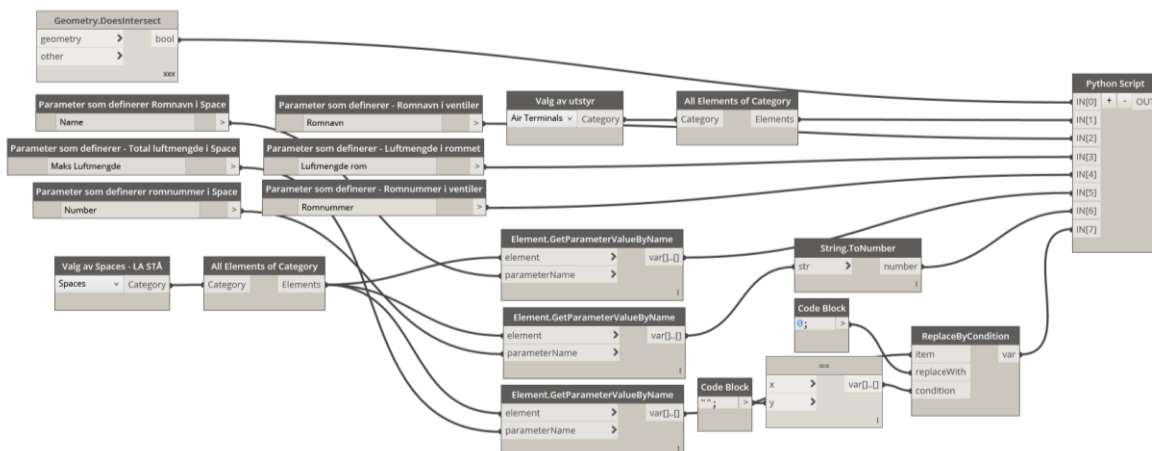 Geometry.DoesIntersect
geometry > bool
other >
xxx
Parameter som definerer Romnavn i Space
Name >
Parameter som definerer - Romnavn i ventiler
Romnavn >
Valg av utstyr
Air Terminals Category
All Elements of Category
Category Elements
Parameter som definerer - Total luftmengde i Space
Maks Luftmengde >
Parameter som definerer - Luftmengde i rommet
Luftmengde rom >
Parameter som definerer romnummer i Space
Number >
Parameter som definerer - Romnummer i ventiler
Romnummer >
Python Script
IN[0] + - OUT
IN[1]
IN[2]
IN[3]
IN[4]
IN[5]
IN[6]
IN[7]
Valg av Spaces - LA STÅ
Spaces Category
All Elements of Category
Category Elements
Element.GetParameterValueByName
element > var[]..[]
parameterName >
I
String.ToNumber
str > number
I
Element.GetParameterValueByName
element > var[]..[]
parameterName >
I
Code Block
0; >
ReplaceByCondition
item var
replaceWith
condition
Element.GetParameterValueByName
element > var[]..[]
parameterName >
I
Code Block
""; >
==
x > var[]..[]
y >
I